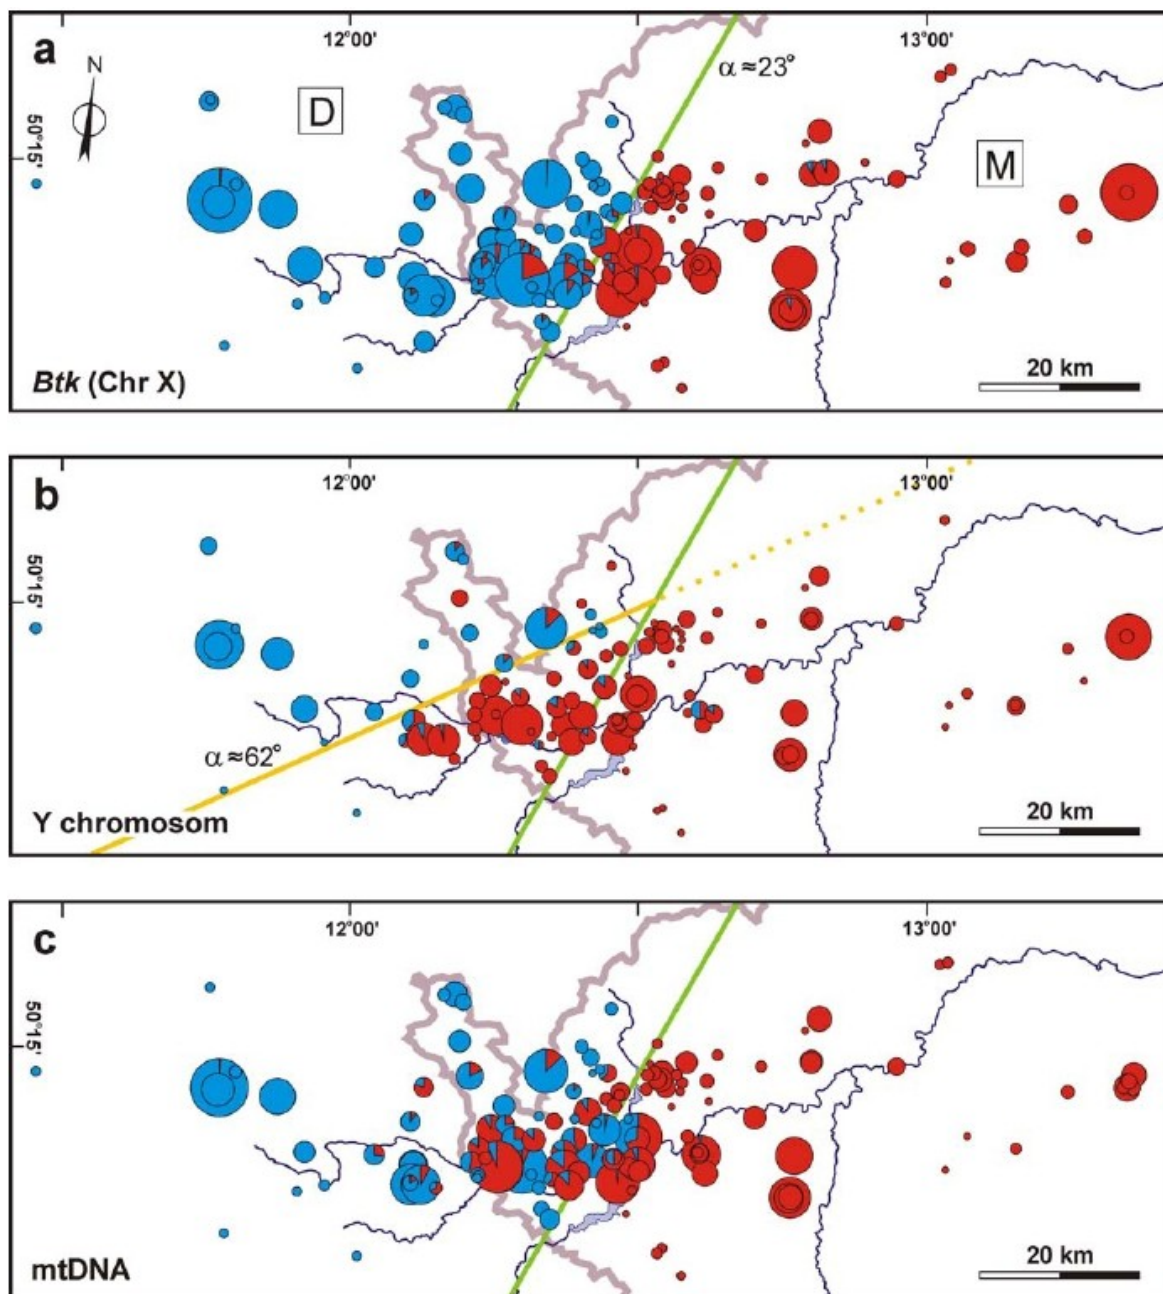 a
12°00'
13°00'
α≈23°
N
D
M
50°15'
20 km
Btk (Chr X)
b
12°00'
13°00'
50°15'
α≈62°
20 km
Y chromosom
c
12°00'
13°00'
50°15'
20 km
mtDNA